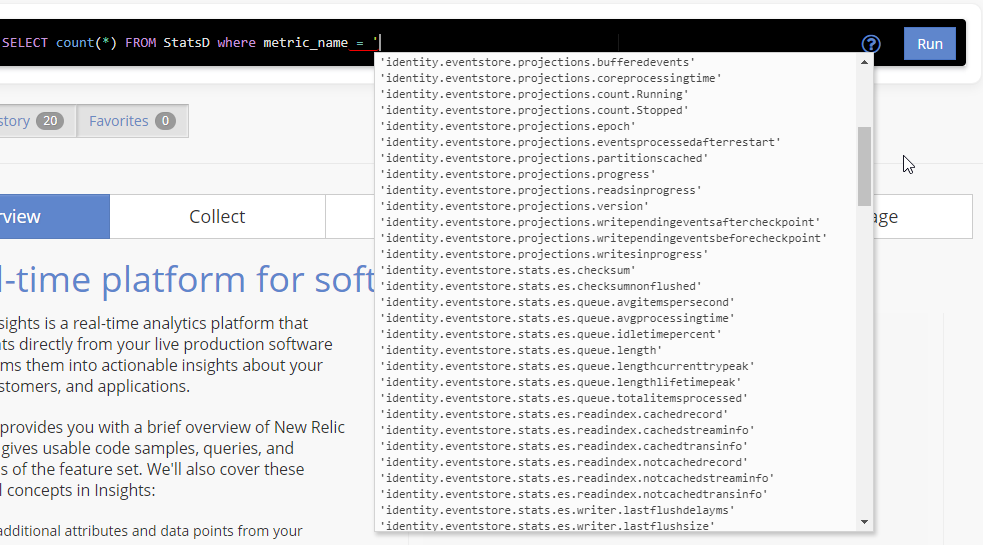 SELECT count(*) FROM StatsD where metric_name = '
?
Run
'identity.eventstore.projections.bufferedevents'
'identity.eventstore.projections.coreprocessingtime'
'identity.eventstore.projections.count.Running'
'identity.eventstore.projections.count.Stopped'
'identity.eventstore.projections.epoch'
'identity.eventstore.projections.eventsprocessedafterrestart'
'identity.eventstore.projections.partitionscached'
'identity.eventstore.projections.progress'
'identity.eventstore.projections.readsinprogress'
'identity.eventstore.projections.version'
'identity.eventstore.projections.writependingeventsaftercheckpoint'
'identity.eventstore.projections.writependingeventsbeforecheckpoint'
'identity.eventstore.projections.writesinprogress'
'identity.eventstore.stats.es.checksum'
'identity.eventstore.stats.es.checksumnonflushed'
'identity.eventstore.stats.es.queue.avgitemspersecond'
'identity.eventstore.stats.es.queue.avgprocessingtime'
'identity.eventstore.stats.es.queue.idletimepercent'
'identity.eventstore.stats.es.queue.length'
'identity.eventstore.stats.es.queue.lengthcurrenttrypeak'
'identity.eventstore.stats.es.queue.lengthlifetimepeak'
'identity.eventstore.stats.es.queue.totalitemsprocessed'
'identity.eventstore.stats.es.readindex.cachedrecord'
'identity.eventstore.stats.es.readindex.cachedstreaminfo'
'identity.eventstore.stats.es.readindex.cachedtransinfo'
'identity.eventstore.stats.es.readindex.notcachedrecord'
'identity.eventstore.stats.es.readindex.notcachedstreaminfo'
'identity.eventstore.stats.es.readindex.notcachedtransinfo'
'identity.eventstore.stats.es.writer.lastflushdelayms'
'identity.eventstore.stats.es.writer.lastflushsize'
story 20
Favorites 0
rview
Collect
age
l-time platform for soft
sights is a real-time analytics platform that
nts directly from your live production software
ms them into actionable insights about your
stomers, and applications.
provides you with a brief overview of New Relic
gives usable code samples, queries, and
s of the feature set. We'll also cover these
l concepts in Insights:
additional attributes and data points from your